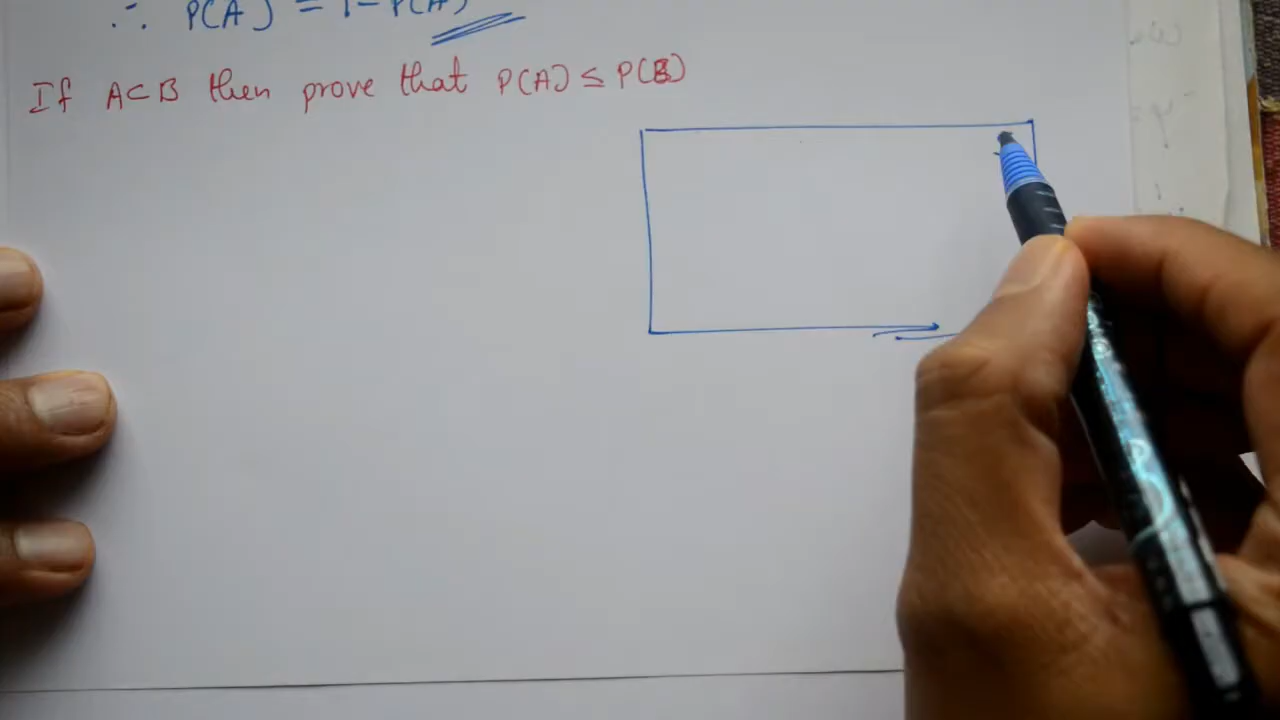 ∴ P(A) = 1 - P(A)
If A⊂B then prove that P(A) ≤ P(B)